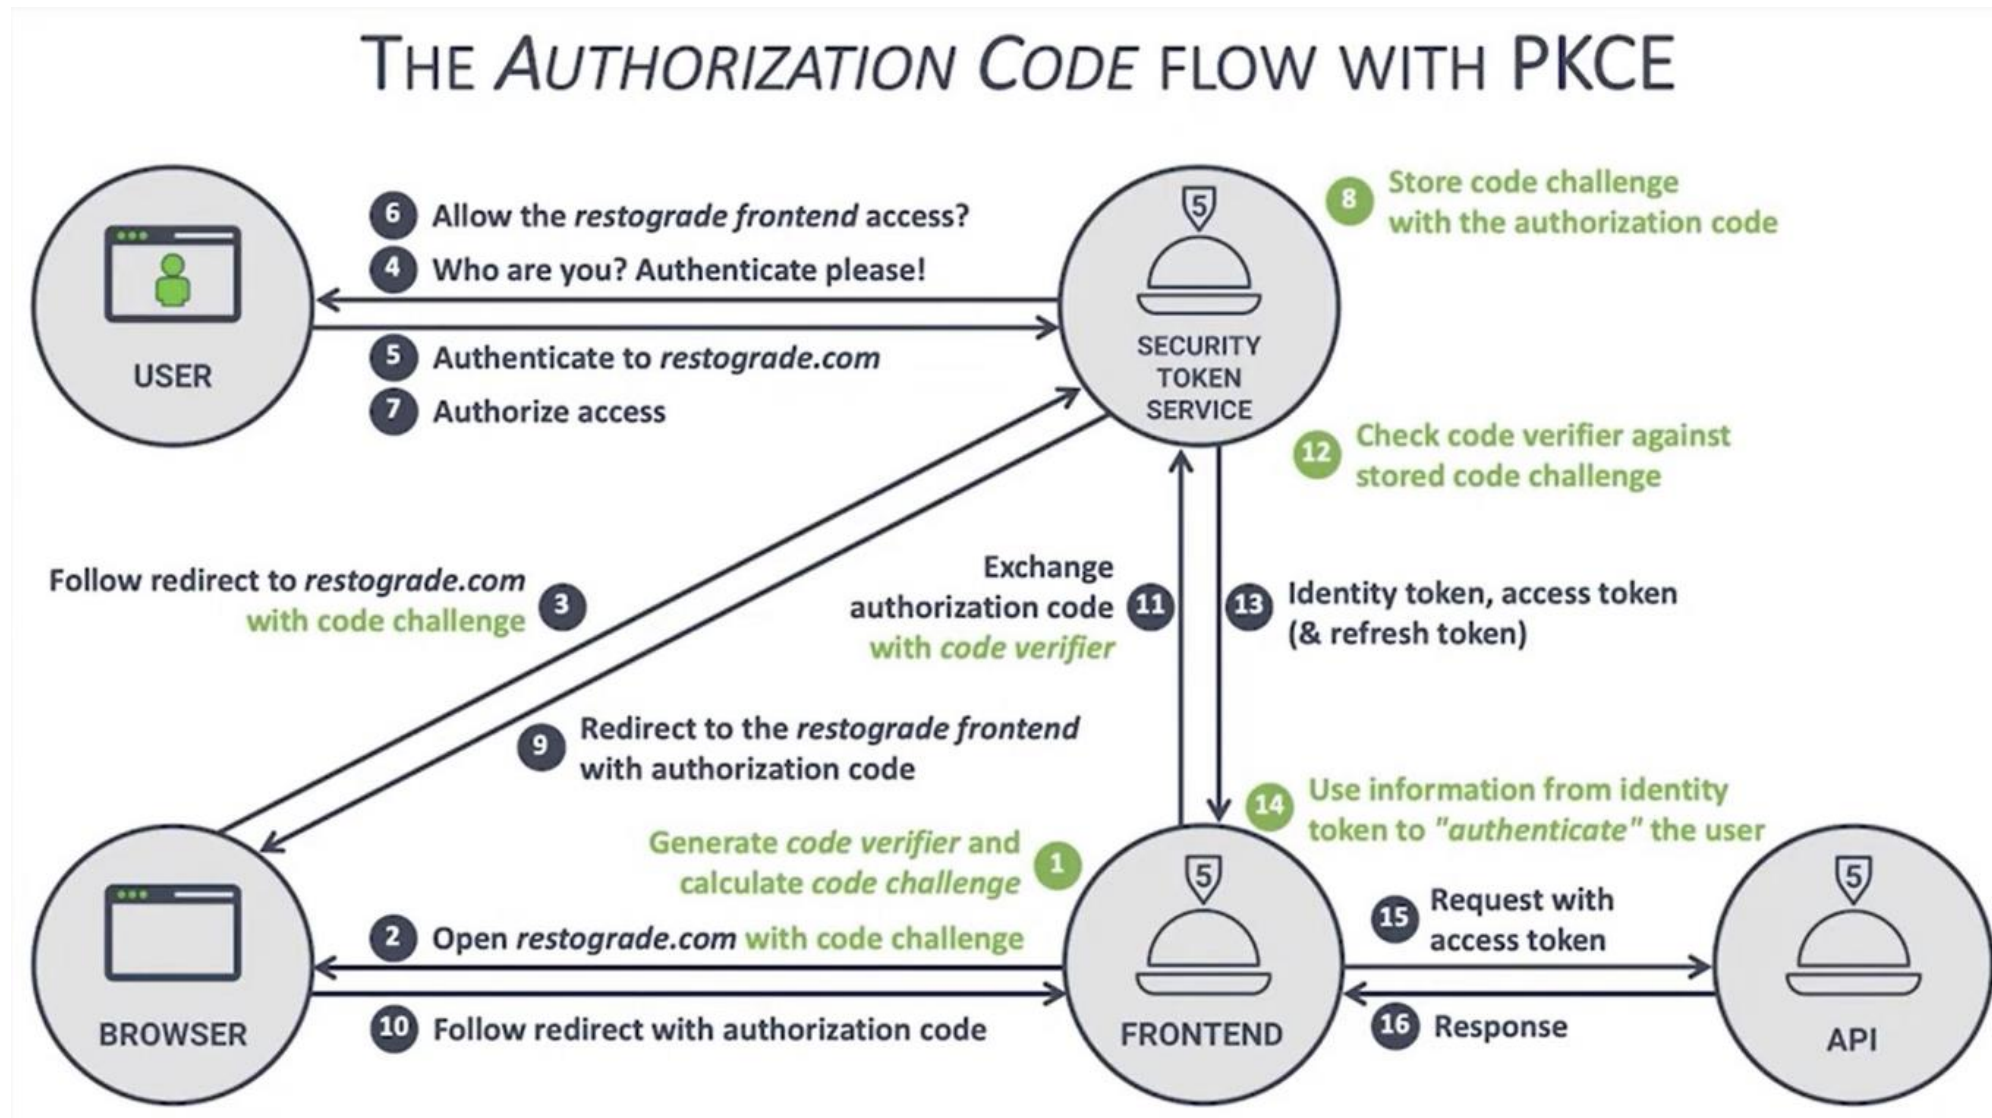 THE AUTHORIZATION CODE FLOW WITH PKCE
6 Allow the restograde frontend access?
4 Who are you? Authenticate please!
5 Authenticate to restograde.com
7 Authorize access
USER
5
SECURITY
TOKEN
SERVICE
8 Store code challenge
with the authorization code
12 Check code verifier against
stored code challenge
Follow redirect to restograde.com
with code challenge
3
Exchange
authorization code
with code verifier
11
13 Identity token, access token
(& refresh token)
9 Redirect to the restograde frontend
with authorization code
Generate code verifier and
calculate code challenge
1
14 Use information from identity
token to "authenticate" the user
2 Open restograde.com with code challenge
10 Follow redirect with authorization code
BROWSER
5
FRONTEND
15 Request with
access token
16 Response
5
API